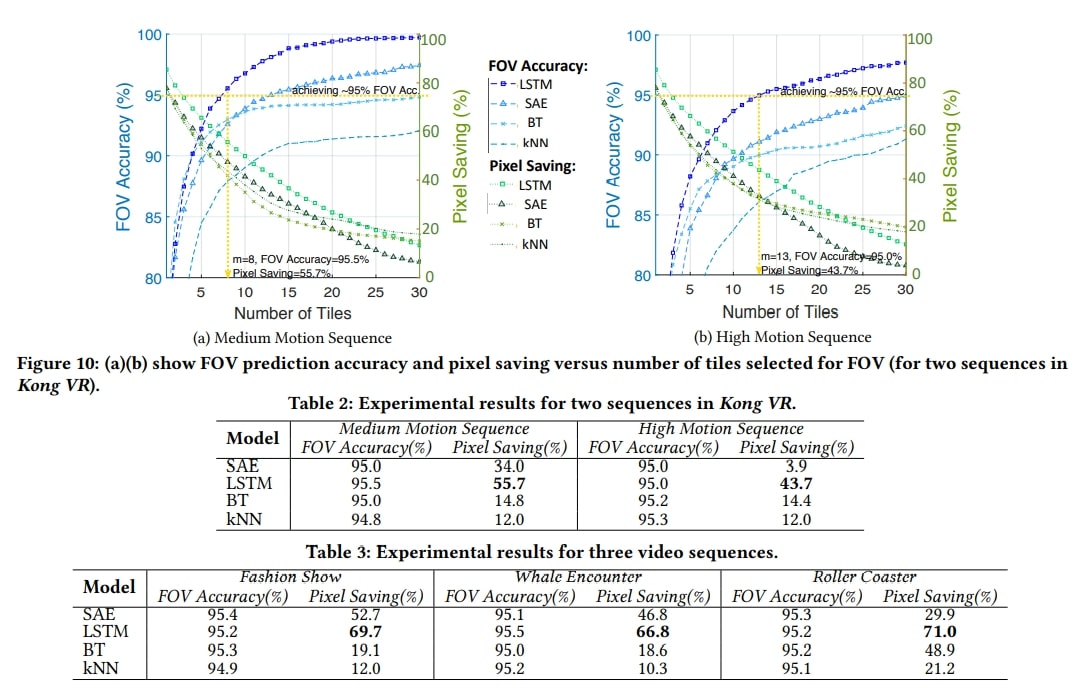 100
95
90
85
80
FOV Accuracy (%)
achieving ~95% FOV Acc.
m=8, FOV Accuracy=95.5%
Pixel Saving=55.7%
100
80
60
40
20
0
Pixel Saving (%)
5 10 15 20 25 30
Number of Tiles
(a) Medium Motion Sequence
FOV Accuracy:
LSTM
SAE
BT
kNN
Pixel Saving:
LSTM
SAE
BT
kNN
100
95
90
85
80
FOV Accuracy (%)
achieving ~95% FOV Acc.
m=13, FOV Accuracy=95.0%
Pixel Saving=43.7%
100
80
60
40
20
0
Pixel Saving (%)
5 10 15 20 25 30
Number of Tiles
(b) High Motion Sequence
Figure 10: (a)(b) show FOV prediction accuracy and pixel saving versus number of tiles selected for FOV (for two sequences in
Kong VR).
Table 2: Experimental results for two sequences in Kong VR.
Model Medium Motion Sequence High Motion Sequence
FOV Accuracy(%) Pixel Saving(%) FOV Accuracy(%) Pixel Saving(%)
SAE 95.0 34.0 95.0 3.9
LSTM 95.5 55.7 95.0 43.7
BT 95.0 14.8 95.2 14.4
kNN 94.8 12.0 95.3 12.0
Table 3: Experimental results for three video sequences.
Model Fashion Show Whale Encounter Roller Coaster
FOV Accuracy(%) Pixel Saving(%) FOV Accuracy(%) Pixel Saving(%) FOV Accuracy(%) Pixel Saving(%)
SAE 95.4 52.7 95.1 46.8 95.3 29.9
LSTM 95.2 69.7 95.5 66.8 95.2 71.0
BT 95.3 19.1 95.0 18.6 95.2 48.9
kNN 94.9 12.0 95.2 10.3 95.1 21.2